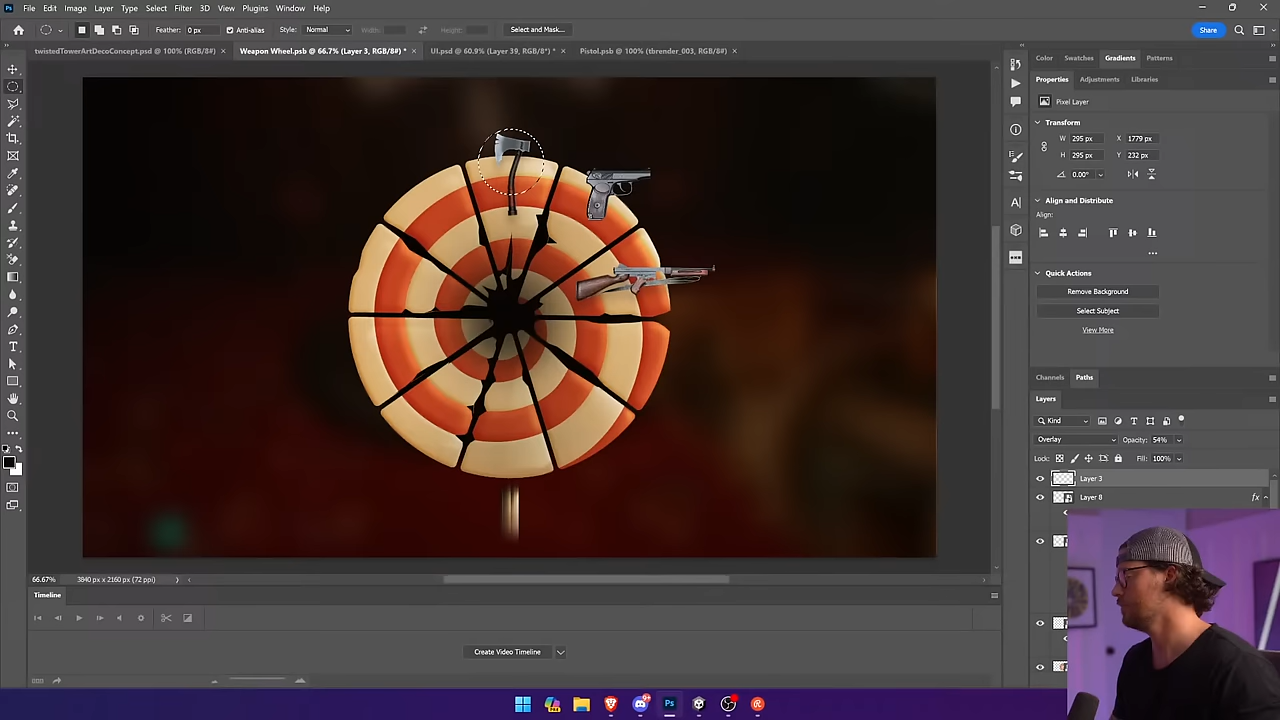 Ps File Edit Image Layer Type Select Filter 3D View Plugins Window Help
Feather: 0 px Anti-alias Style: Normal Width: Height: Select and Mask... Share
twistedTowerArtDecoConcept.psd @ 100% (RGB/8#) × Weapon Wheel.psb @ 66.7% (Layer 3, RGB/8#) * × UI.psd @ 60.9% (Layer 39, RGB/8*) * × Pistol.psb @ 100% (tbrender_003, RGB/8#) ×
Color Swatches Gradients Patterns
Properties Adjustments Libraries
Pixel Layer
Transform
W 295 px X 1779 px
H 295 px Y 232 px
0.00°
Align and Distribute
Align:
Quick Actions
Remove Background
Select Subject
View More
Channels Paths
Layers
Kind
Overlay Opacity: 54%
Lock: Fill: 100%
Layer 3
Layer 8 fx
66.67% 3840 px x 2160 px (72 ppi)
Timeline
Create Video Timeline
Ps